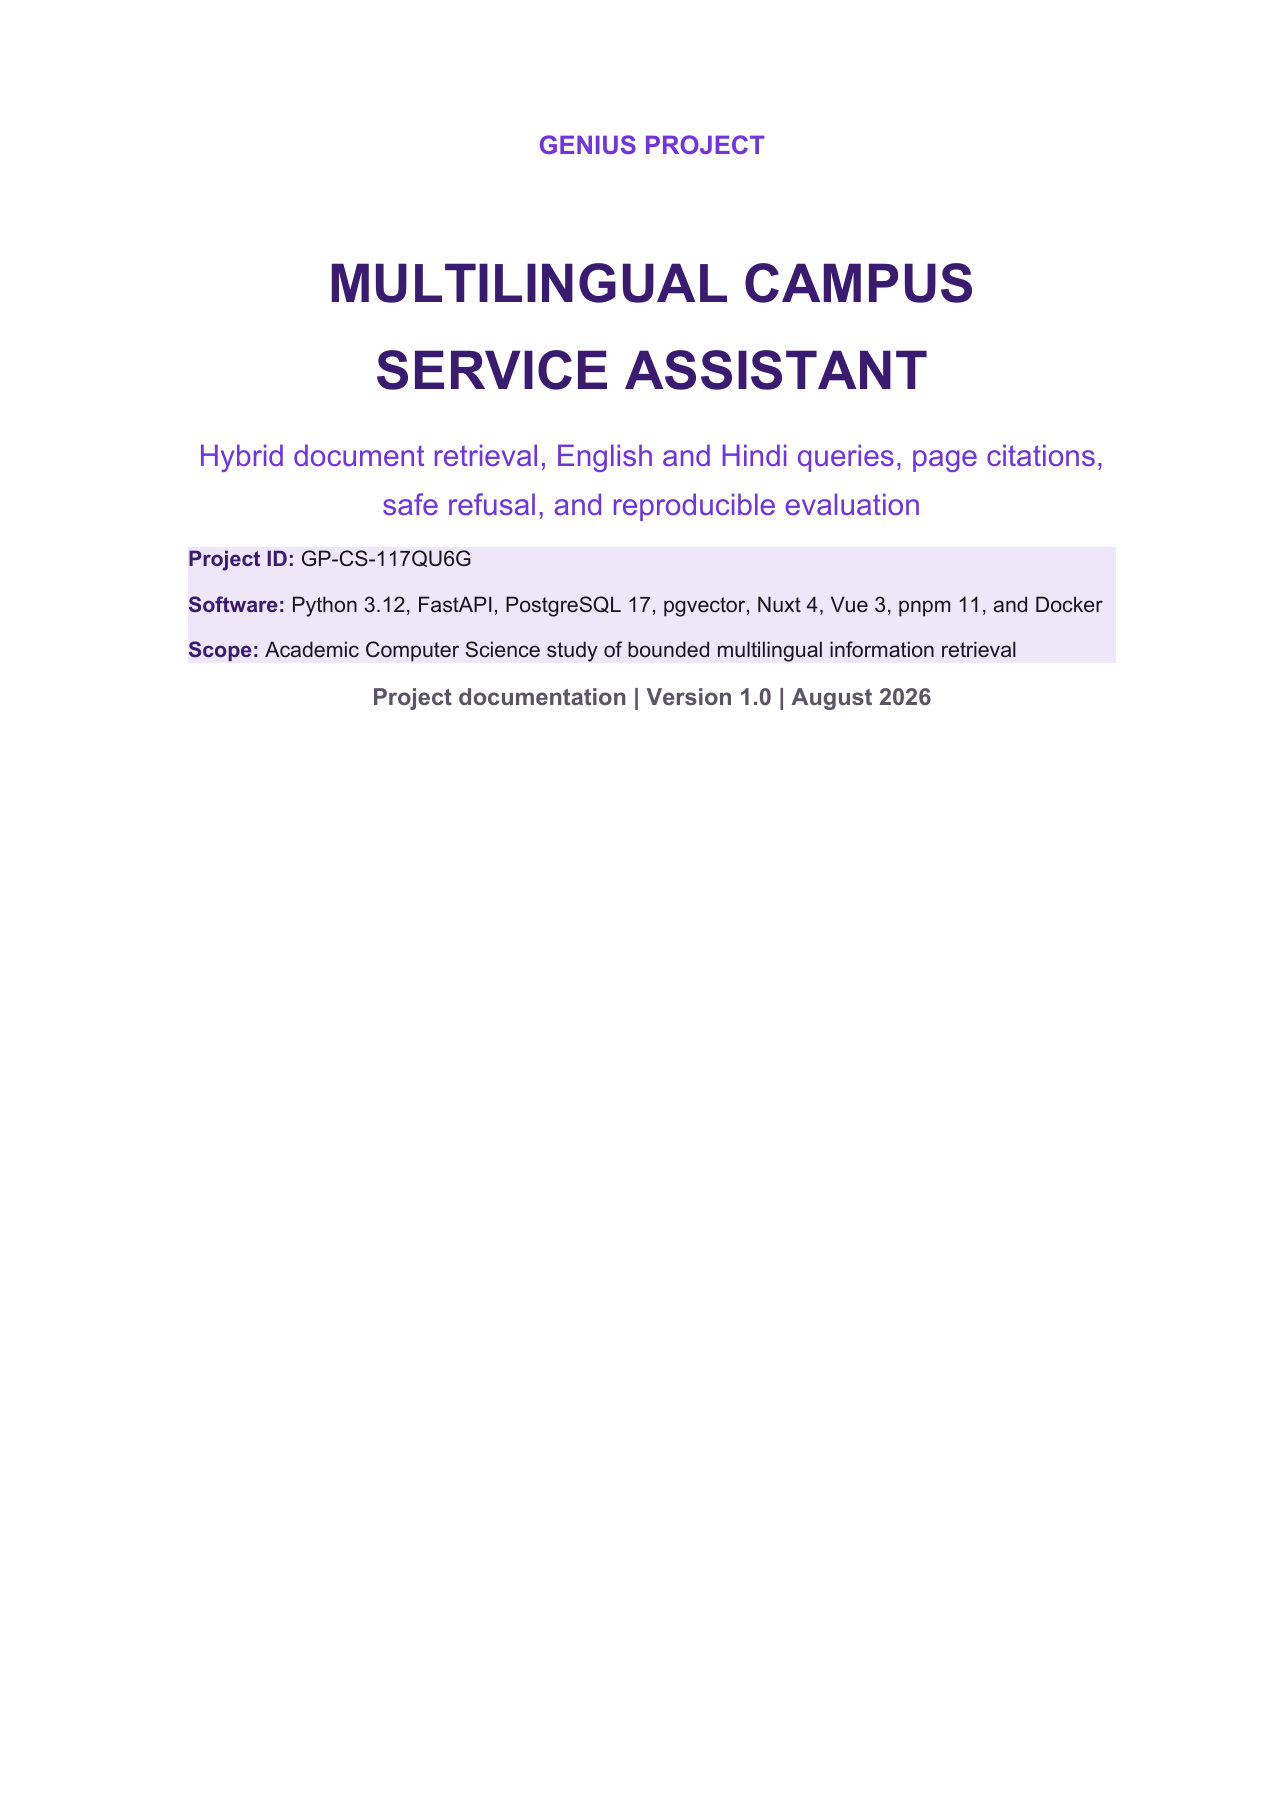 GENIUS PROJECT
MULTILINGUAL CAMPUS
SERVICE ASSISTANT
Hybrid document retrieval, English and Hindi queries, page citations,
safe refusal, and reproducible evaluation
Project ID: GP-CS-117QU6G
Software: Python 3.12, FastAPI, PostgreSQL 17, pgvector, Nuxt 4, Vue 3, pnpm 11, and Docker
Scope: Academic Computer Science study of bounded multilingual information retrieval
Project documentation | Version 1.0 | August 2026